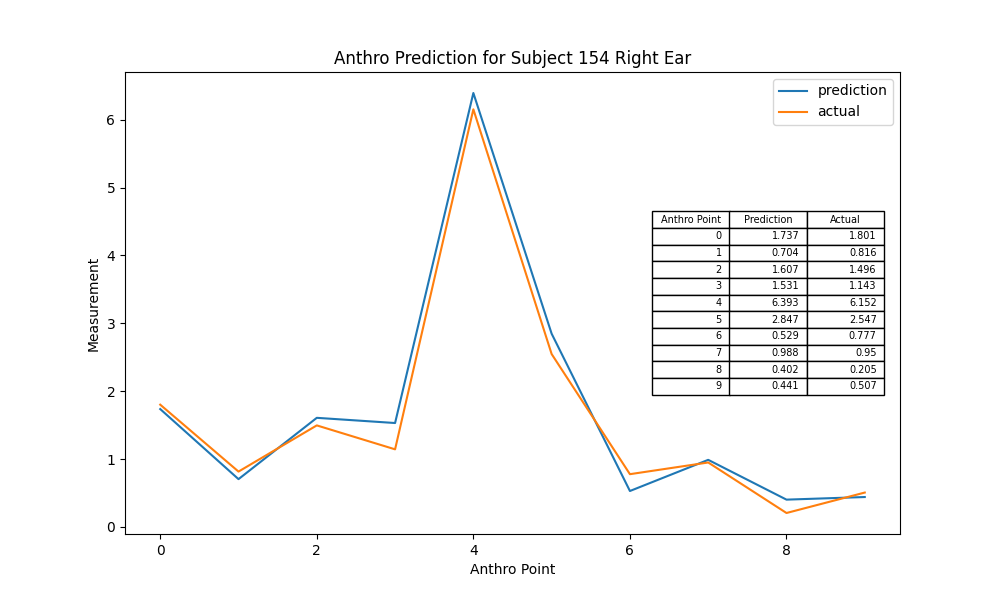 Anthro Prediction for Subject 154 Right Ear
prediction
actual
6
5
4
3
2
1
0
Measurement
Anthro Point Prediction Actual
0 1.737 1.801
1 0.704 0.816
2 1.607 1.496
3 1.531 1.143
4 6.393 6.152
5 2.847 2.547
6 0.529 0.777
7 0.988 0.95
8 0.402 0.205
9 0.441 0.507
0 2 4 6 8
Anthro Point